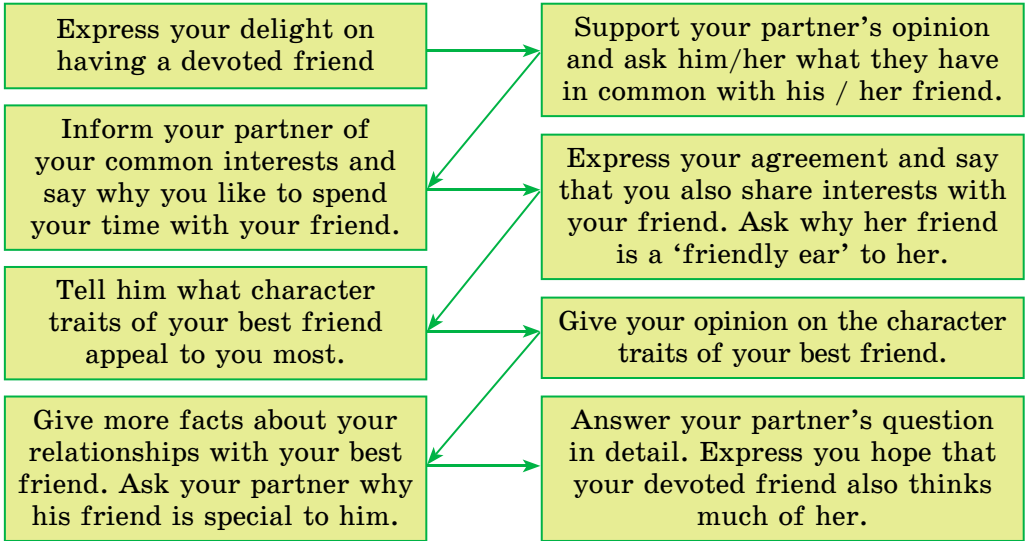 Express your delight on
having a devoted friend
Support your partner’s opinion
and ask him/her what they have
in common with his / her friend.
Inform your partner of
your common interests and
say why you like to spend
your time with your friend.
Express your agreement and say
that you also share interests with
your friend. Ask why her friend
is a ‘friendly ear’ to her.
Tell him what character
traits of your best friend
appeal to you most.
Give your opinion on the character
traits of your best friend.
Give more facts about your
relationships with your best
friend. Ask your partner why
his friend is special to him.
Answer your partner’s question
in detail. Express you hope that
your devoted friend also thinks
much of her.